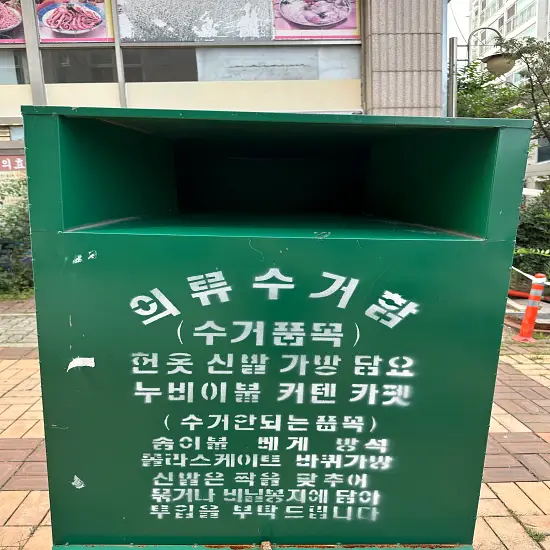 의류수거함
(수거품목)
헌옷 신발 가방 담요
누비이불 커텐 카펫
(수거안되는품목)
솜이불 베게 방석
롤라스케이트 바퀴가방
신발은 짝을 맞추어
묶거나 비닐봉지에 담아
투입을 부탁드립니다
의효